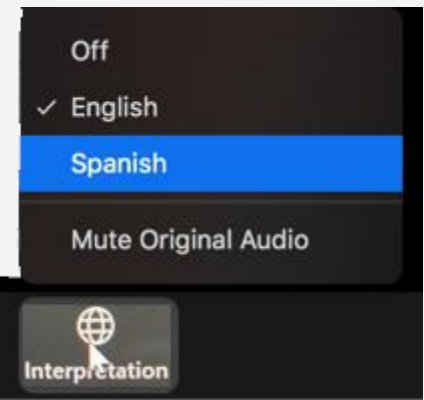 Off
✓ English
Spanish
Mute Original Audio
Interpretation